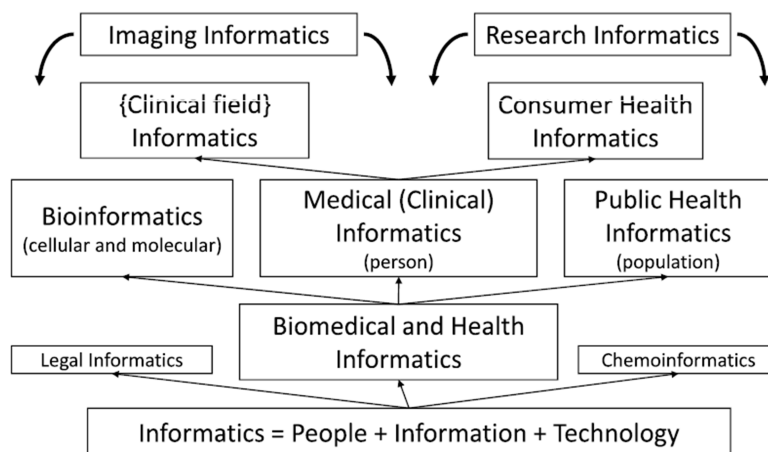 Imaging Informatics
Research Informatics
{Clinical field}
Informatics
Consumer Health
Informatics
Bioinformatics
(cellular and molecular)
Medical (Clinical)
Informatics
(person)
Public Health
Informatics
(population)
Biomedical and Health
Informatics
Legal Informatics
Chemoinformatics
Informatics = People + Information + Technology